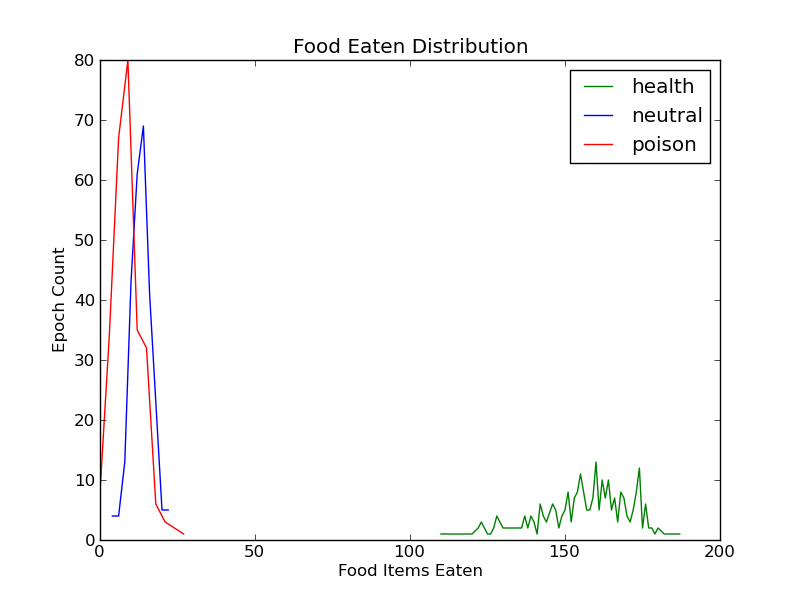 Food Eaten Distribution
80
70
60
50
40
30
20
10
0
Epoch Count
health
neutral
poison
0 50 100 150 200
Food Items Eaten